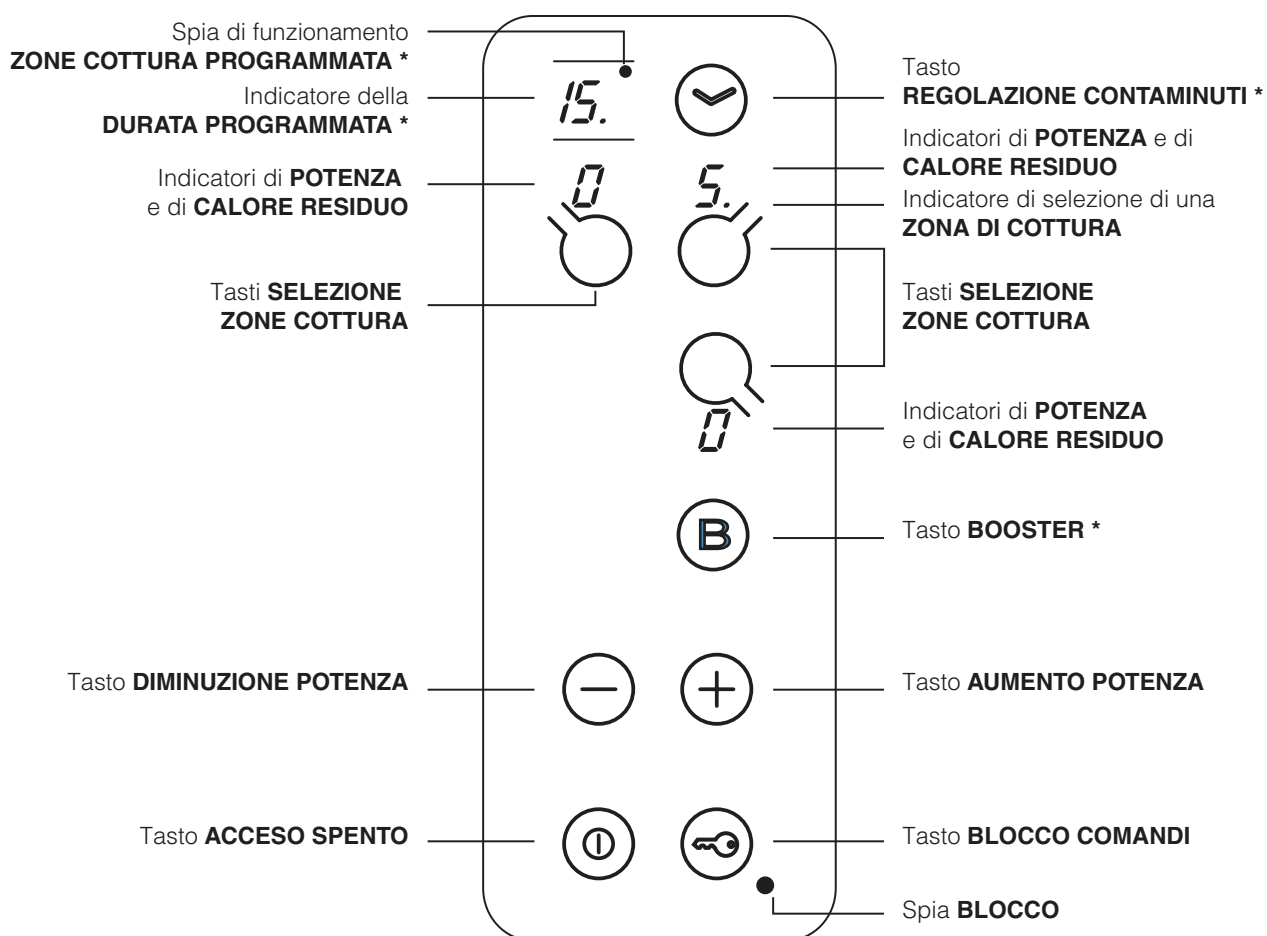 Spia di funzionamento
ZONE COTTURA PROGRAMMATA *
Indicatore della
DURATA PROGRAMMATA *
Indicatori di POTENZA
e di CALORE RESIDUO
Tasti SELEZIONE
ZONE COTTURA
Tasto DIMINUZIONE POTENZA
Tasto ACCESO SPENTO
15.
0
5.
0
B
Tasto
REGOLAZIONE CONTAMINUTI *
Indicatori di POTENZA e di
CALORE RESIDUO
Indicatore di selezione di una
ZONA DI COTTURA
Tasti SELEZIONE
ZONE COTTURA
Indicatori di POTENZA
e di CALORE RESIDUO
Tasto BOOSTER *
Tasto AUMENTO POTENZA
Tasto BLOCCO COMANDI
Spia BLOCCO